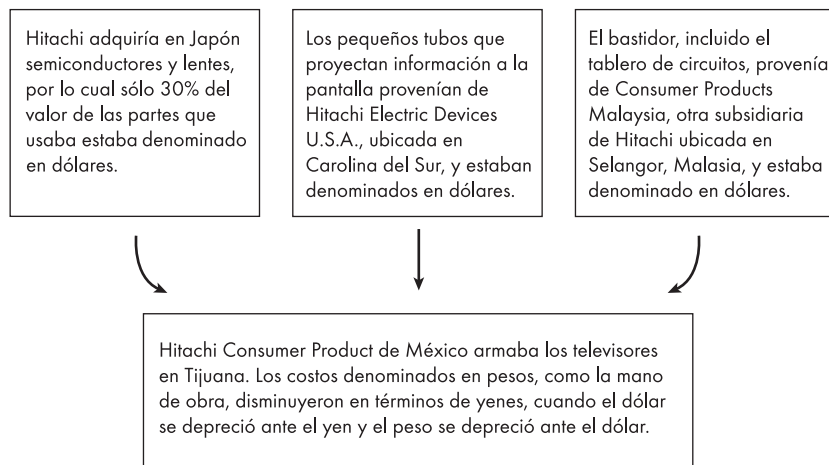 Hitachi adquiría en Japón
semiconductores y lentes,
por lo cual sólo 30% del
valor de las partes que
usaba estaba denominado
en dólares.
Los pequeños tubos que
proyectan información a la
pantalla provenían de
Hitachi Electric Devices
U.S.A., ubicada en
Carolina del Sur, y estaban
denominados en dólares.
El bastidor, incluido el
tablero de circuitos, provenía
de Consumer Products
Malaysia, otra subsidiaria
de Hitachi ubicada en
Selangor, Malasia, y estaba
denominado en dólares.
Hitachi Consumer Product de México armaba los televisores
en Tijuana. Los costos denominados en pesos, como la mano
de obra, disminuyeron en términos de yenes, cuando el dólar
se depreció ante el yen y el peso se depreció ante el dólar.